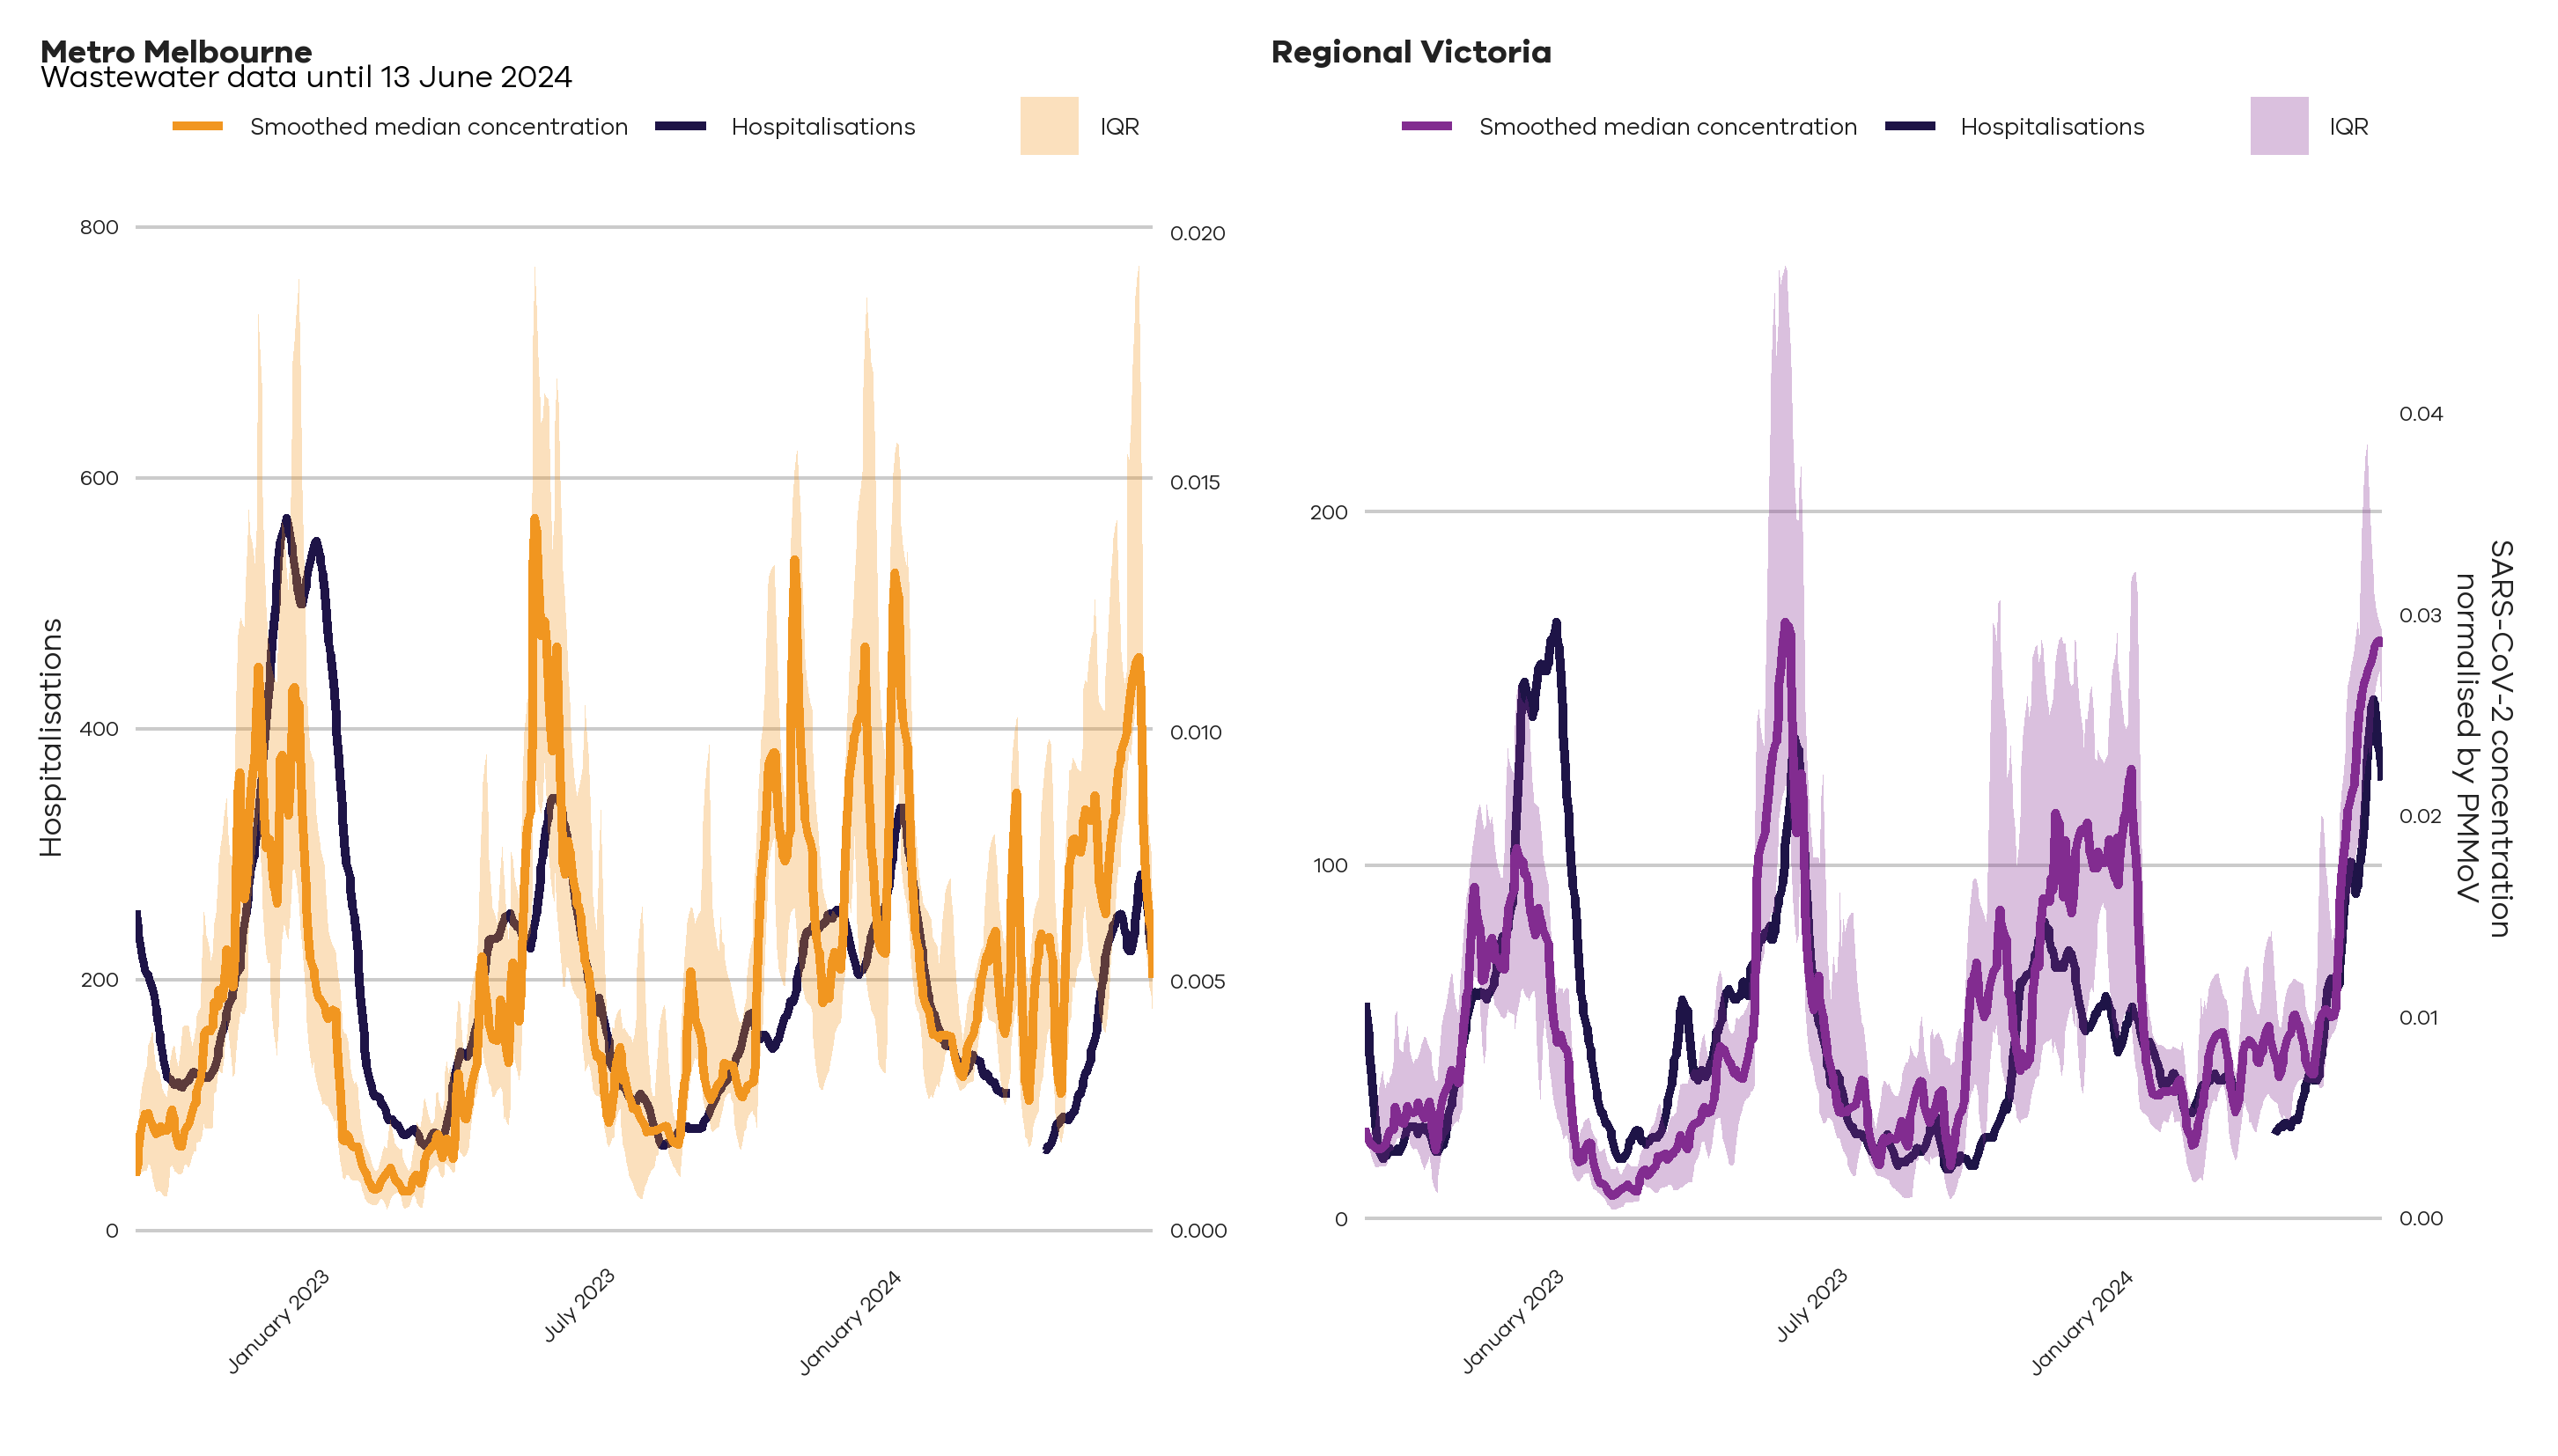 Metro Melbourne
Wastewater data until 13 June 2024
Smoothed median concentration
Hospitalisations
IQR
800
600
400
200
0
Hospitalisations
0.020
0.015
0.010
0.005
0.000
January 2023
July 2023
January 2024
Regional Victoria
Smoothed median concentration
Hospitalisations
IQR
200
100
0
0.04
0.03
0.02
0.01
0.00
SARS-CoV-2 concentration
normalised by PMMoV
January 2023
July 2023
January 2024